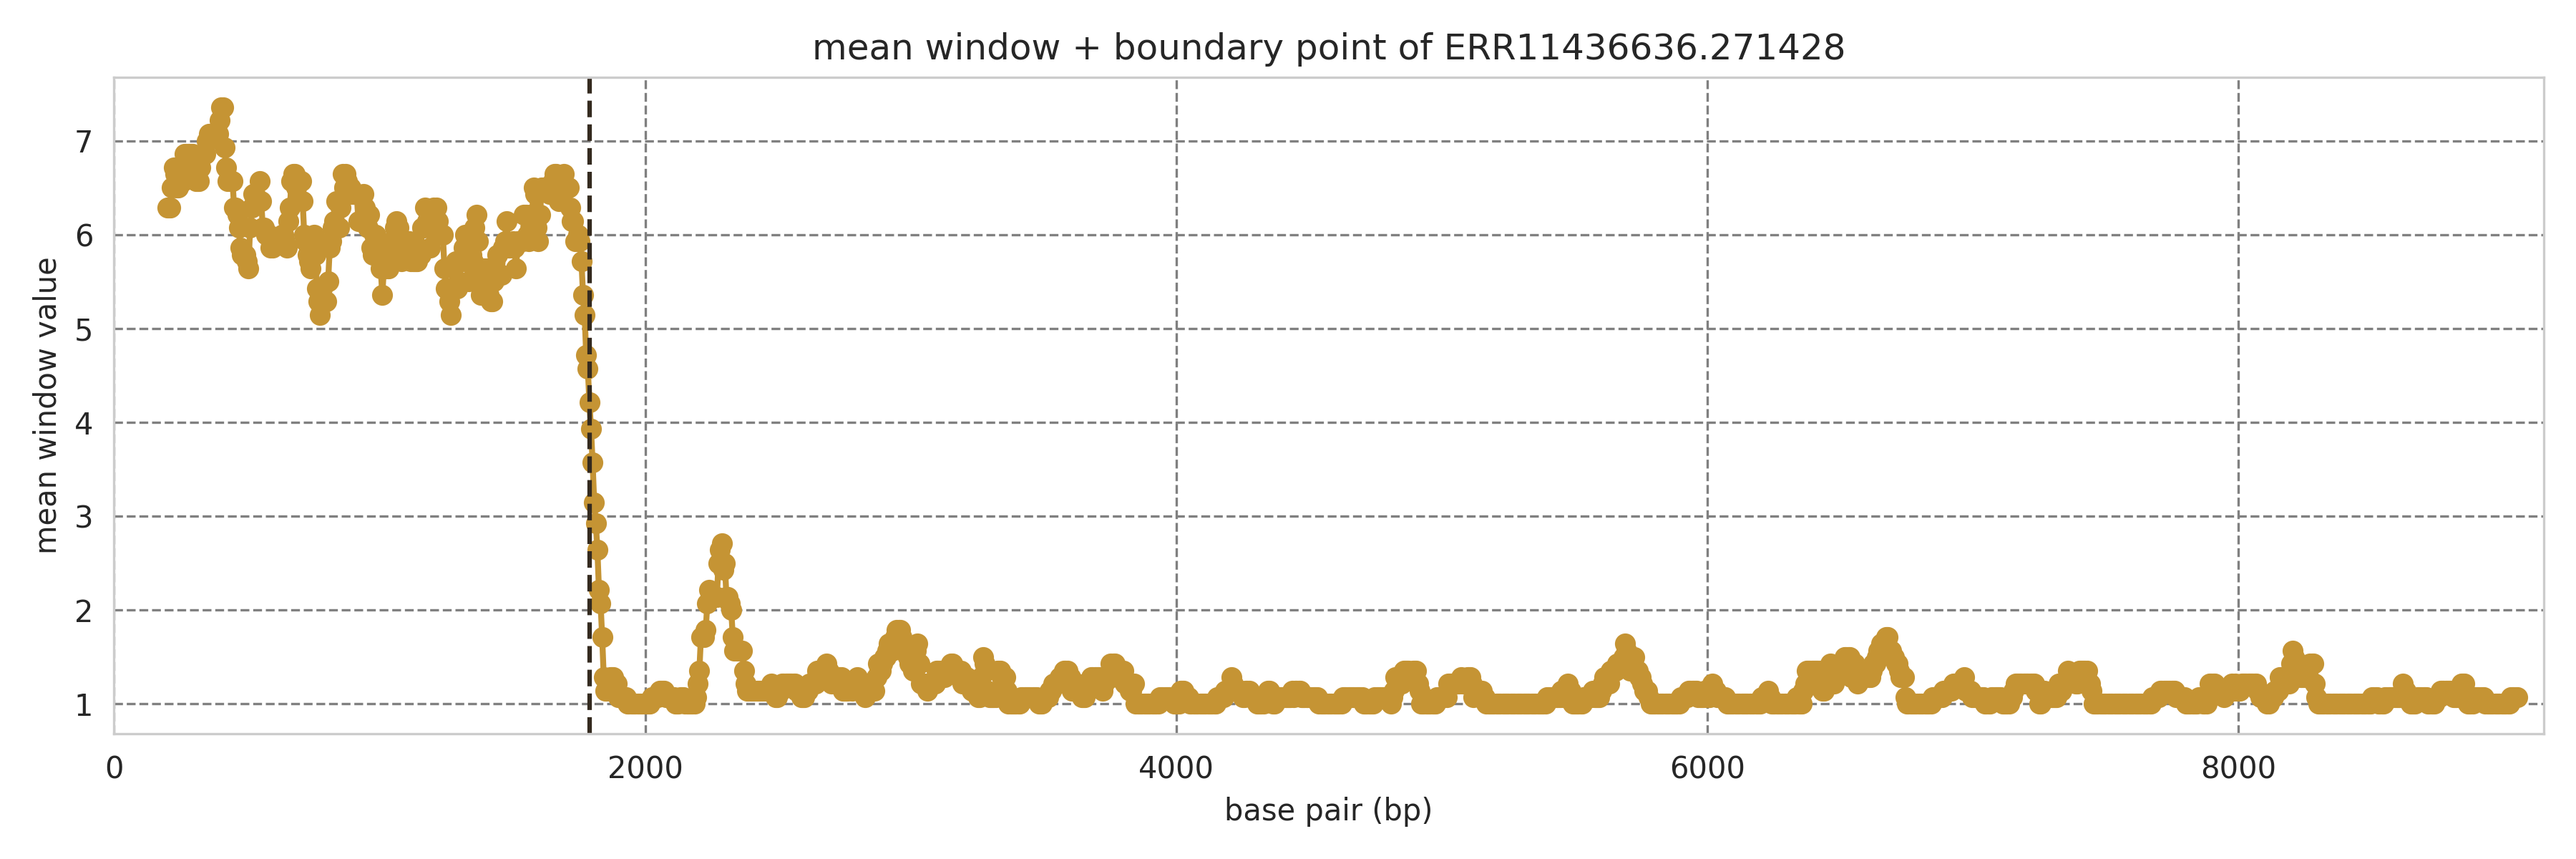 mean window + boundary point of ERR11436636.271428
mean window value
7
6
5
4
3
2
1
0 2000 4000 6000 8000
base pair (bp)